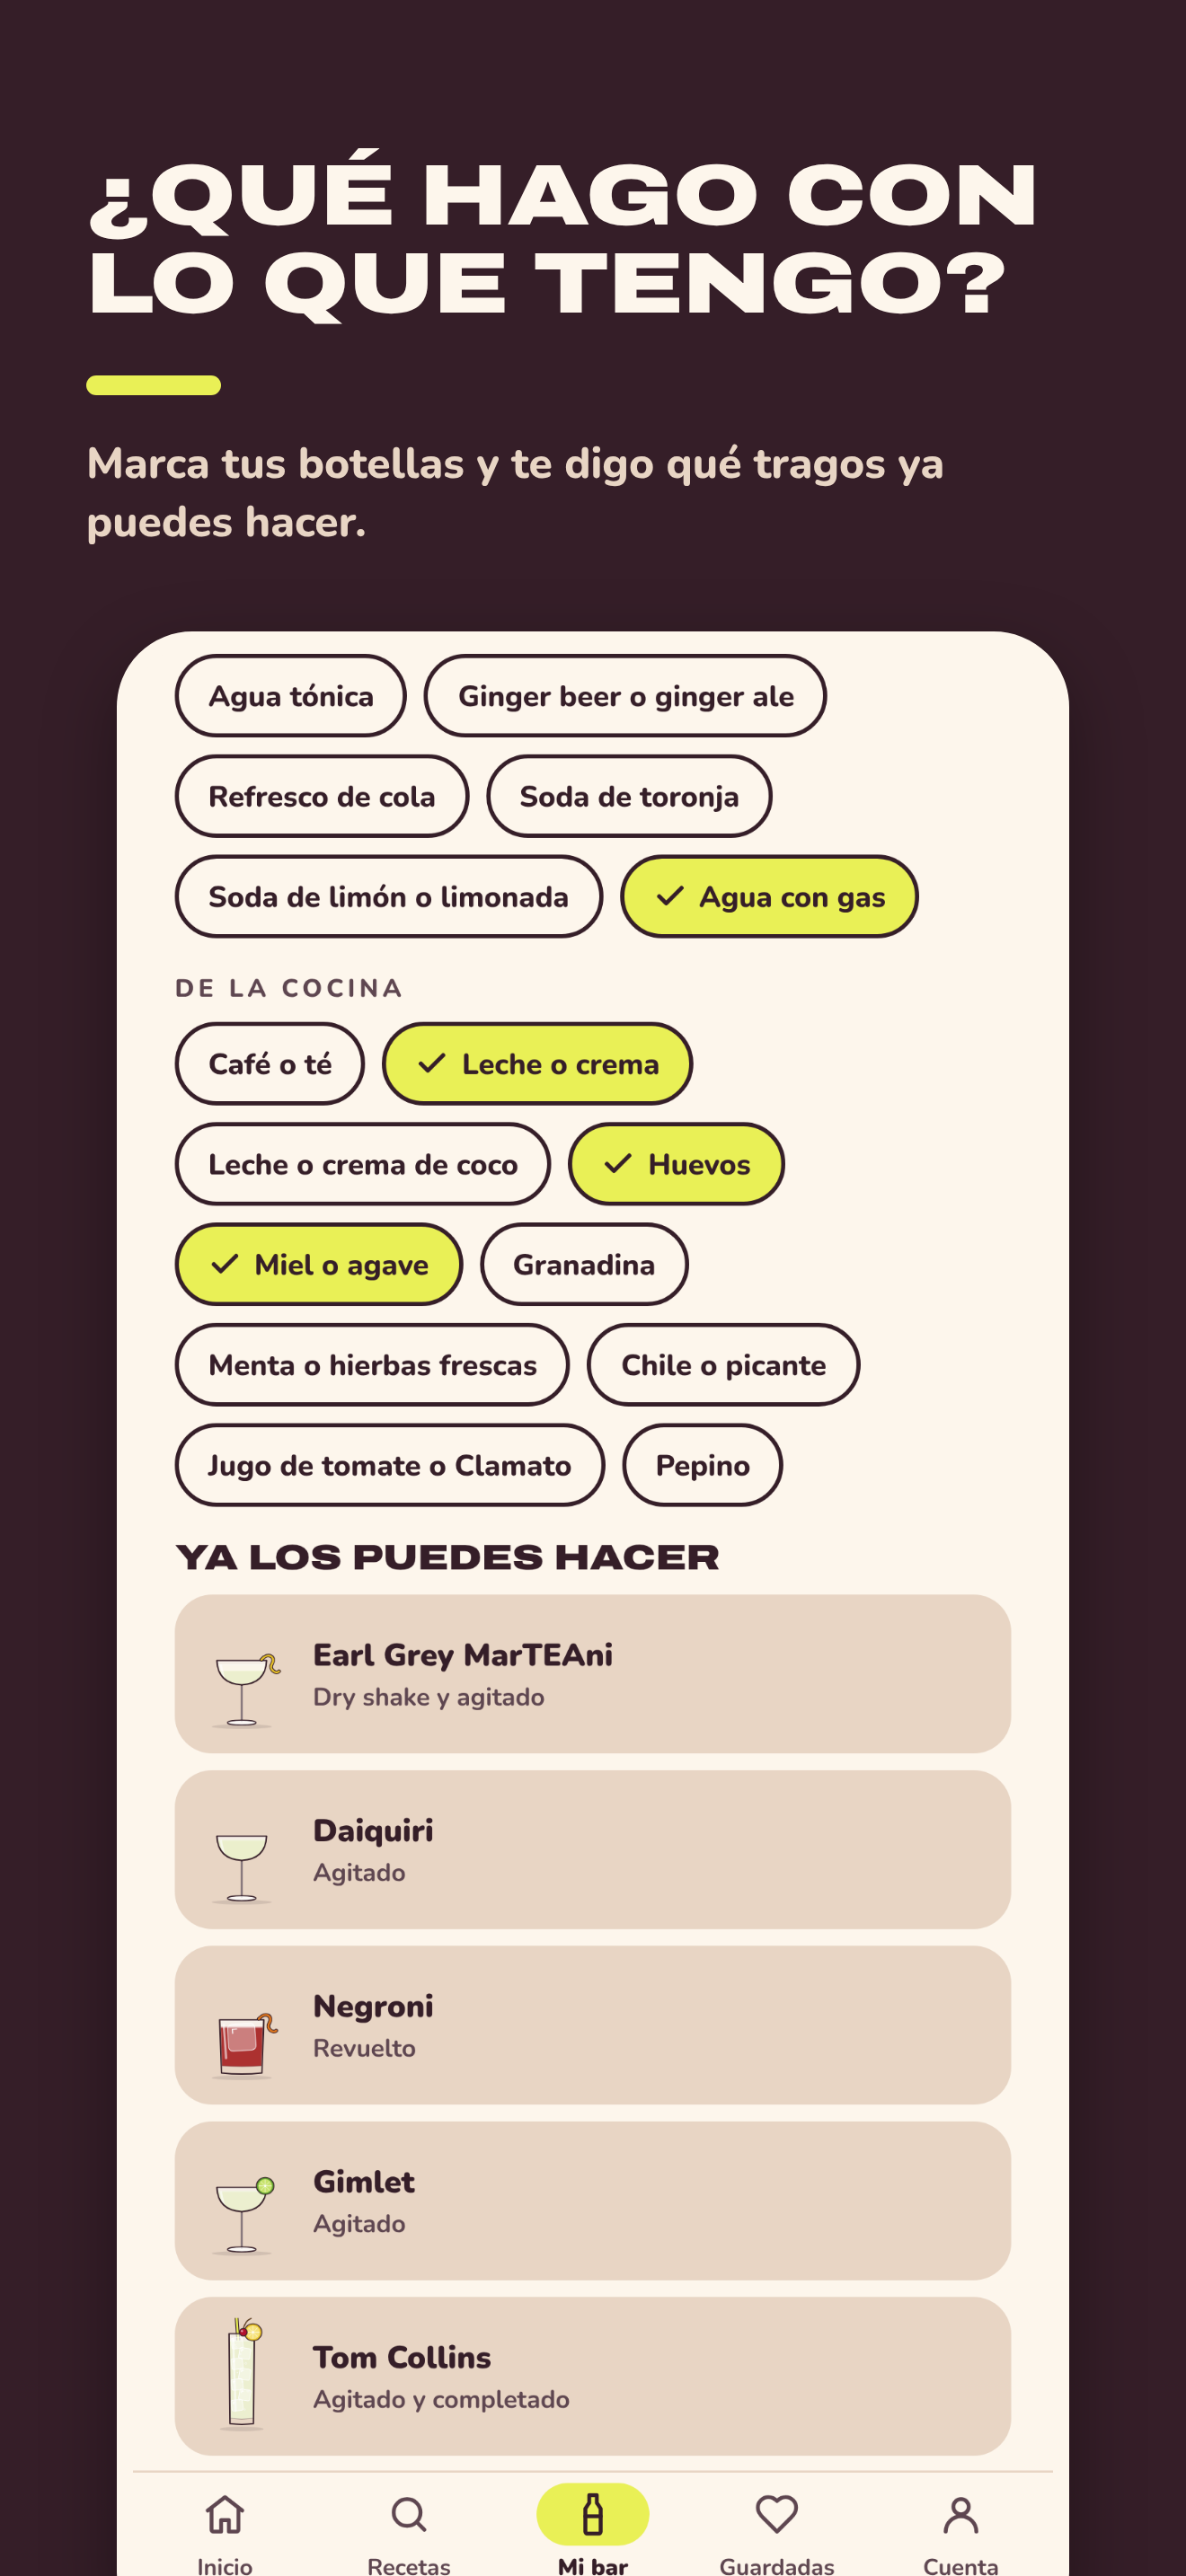 ¿QUÉ HAGO CON
LO QUE TENGO?
Marca tus botellas y te digo qué tragos ya
puedes hacer.
Agua tónica
Ginger beer o ginger ale
Refresco de cola
Soda de toronja
Soda de limón o limonada
Agua con gas
DE LA COCINA
Café o té
Leche o crema
Leche o crema de coco
Huevos
Miel o agave
Granadina
Menta o hierbas frescas
Chile o picante
Jugo de tomate o Clamato
Pepino
YA LOS PUEDES HACER
Earl Grey MarTEAni
Dry shake y agitado
Daiquiri
Agitado
Negroni
Revuelto
Gimlet
Agitado
Tom Collins
Agitado y completado
Inicio
Recetas
Mi bar
Guardadas
Cuenta